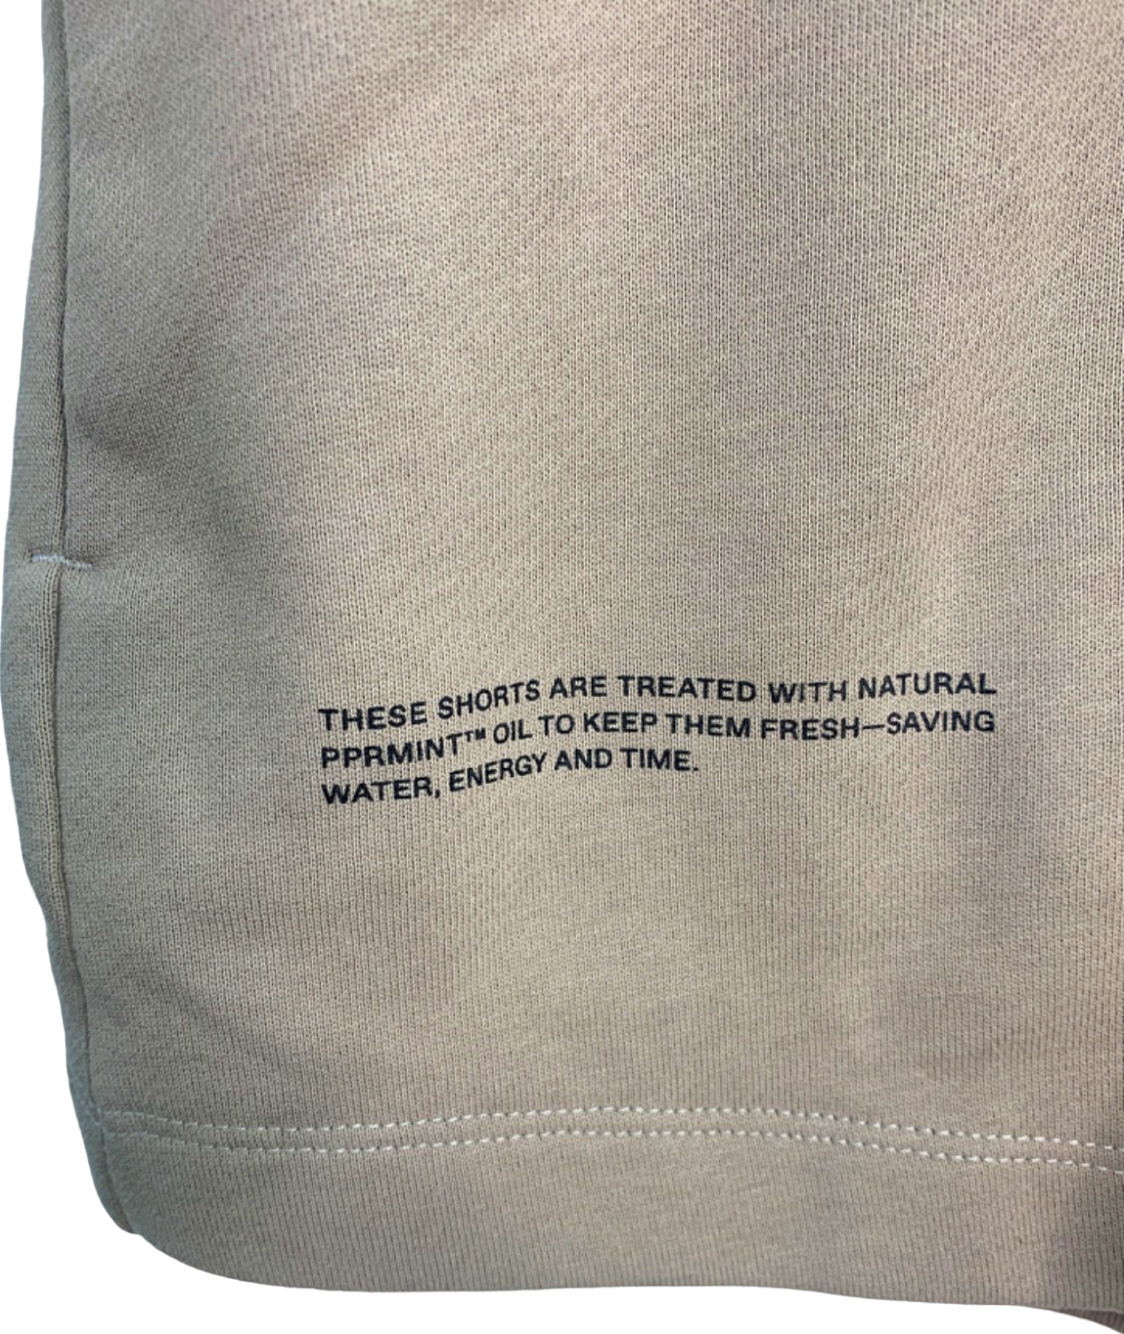 THESE SHORTS ARE TREATED WITH NATURAL
PPRMINT™ OIL TO KEEP THEM FRESH—SAVING
WATER, ENERGY AND TIME.